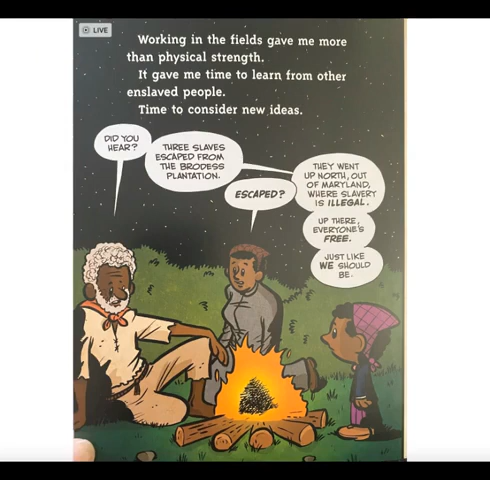 LIVE
Working in the fields gave me more
than physical strength.
It gave me time to learn from other
enslaved people.
Time to consider new ideas.
DID YOU
HEAR?
THREE SLAVES
ESCAPED FROM
THE BRODESS
PLANTATION.
ESCAPED?
THEY WENT
UP NORTH, OUT
OF MARYLAND,
WHERE SLAVERY
IS ILLEGAL.
UP THERE,
EVERYONE'S
FREE.
JUST LIKE
WE SHOULD
BE.